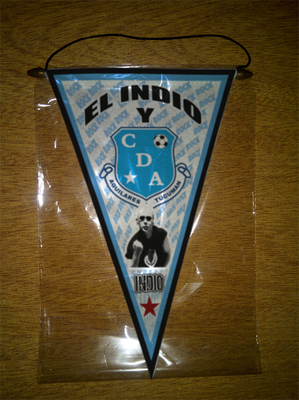 EL INDIO
Y
C
D A
AGUILARES TUCUMAN
INDIO